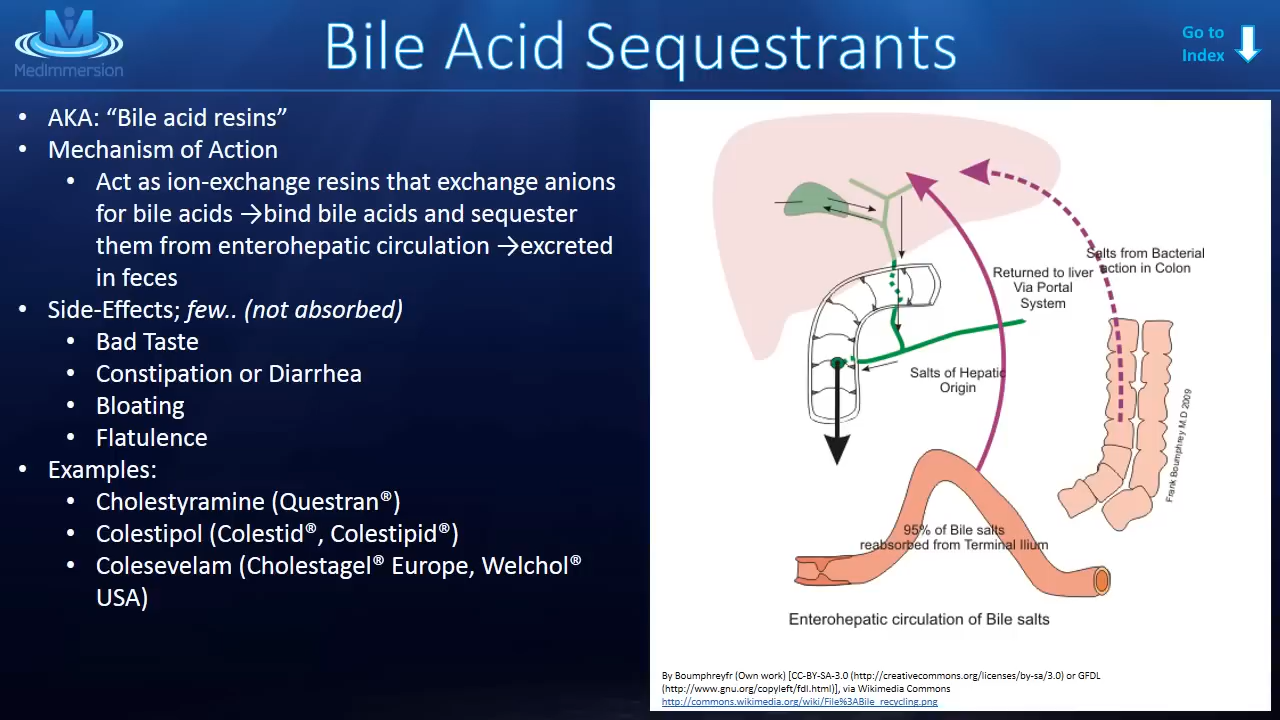 MedImmersion
Bile Acid Sequestrants
Go to
Index
• AKA: “Bile acid resins”
• Mechanism of Action
• Act as ion-exchange resins that exchange anions
for bile acids →bind bile acids and sequester
them from enterohepatic circulation →excreted
in feces
• Side-Effects; few.. (not absorbed)
• Bad Taste
• Constipation or Diarrhea
• Bloating
• Flatulence
• Examples:
• Cholestyramine (Questran®)
• Colestipol (Colestid®, Colestipid®)
• Colesevelam (Cholestagel® Europe, Welchol®
USA)
Salts from Bacterial
action in Colon
Returned to liver
Via Portal
System
Salts of Hepatic
Origin
Frank Boumphrey M.D 2009
95% of Bile salts
reabsorbed from Terminal Ilium
Enterohepatic circulation of Bile salts
By Boumphreyfr (Own work) [CC-BY-SA-3.0 (http://creativecommons.org/licenses/by-sa/3.0) or GFDL
(http://www.gnu.org/copyleft/fdl.html)], via Wikimedia Commons
http://commons.wikimedia.org/wiki/File%3ABile_recycling.png